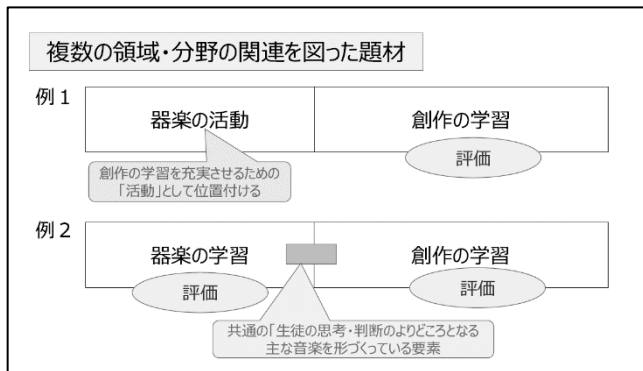 複数の領域・分野の関連を図った題材
例１
器楽の活動
創作の学習
評価
創作の学習を充実させるための
「活動」として位置付ける
例２
器楽の学習
創作の学習
評価
評価
共通の「生徒の思考・判断のよりどころとなる
主な音楽を形づくっている要素